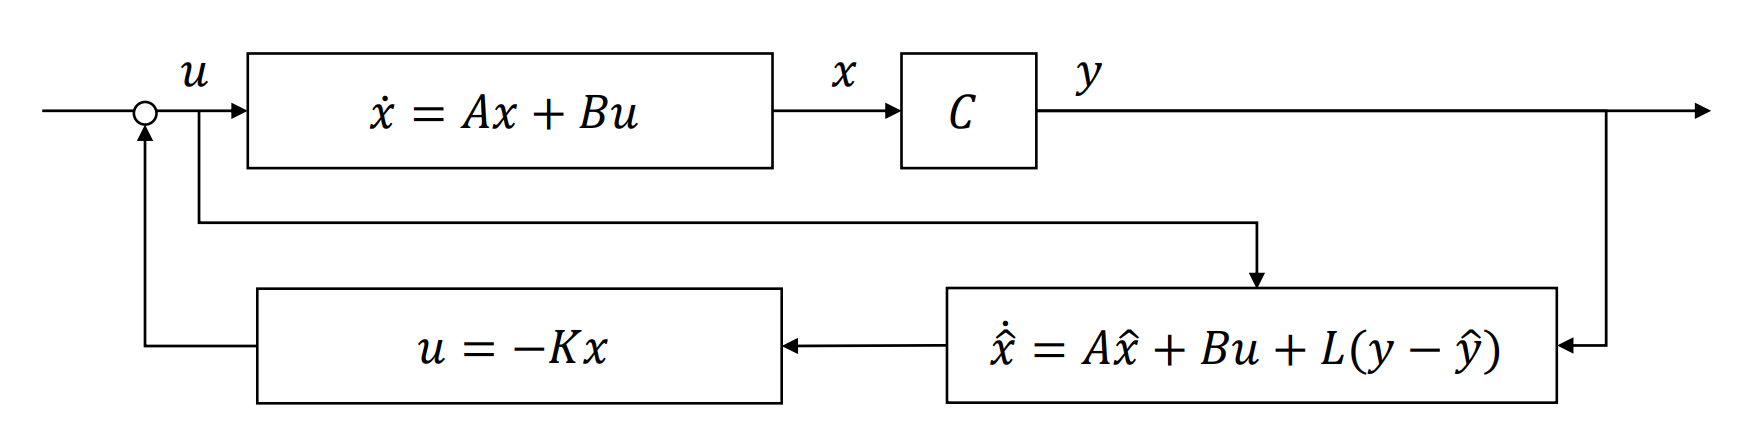 u
ẋ = Ax + Bu
x
C
y
u = −Kx
x̂̇ = Ax̂ + Bu + L(y − ŷ)